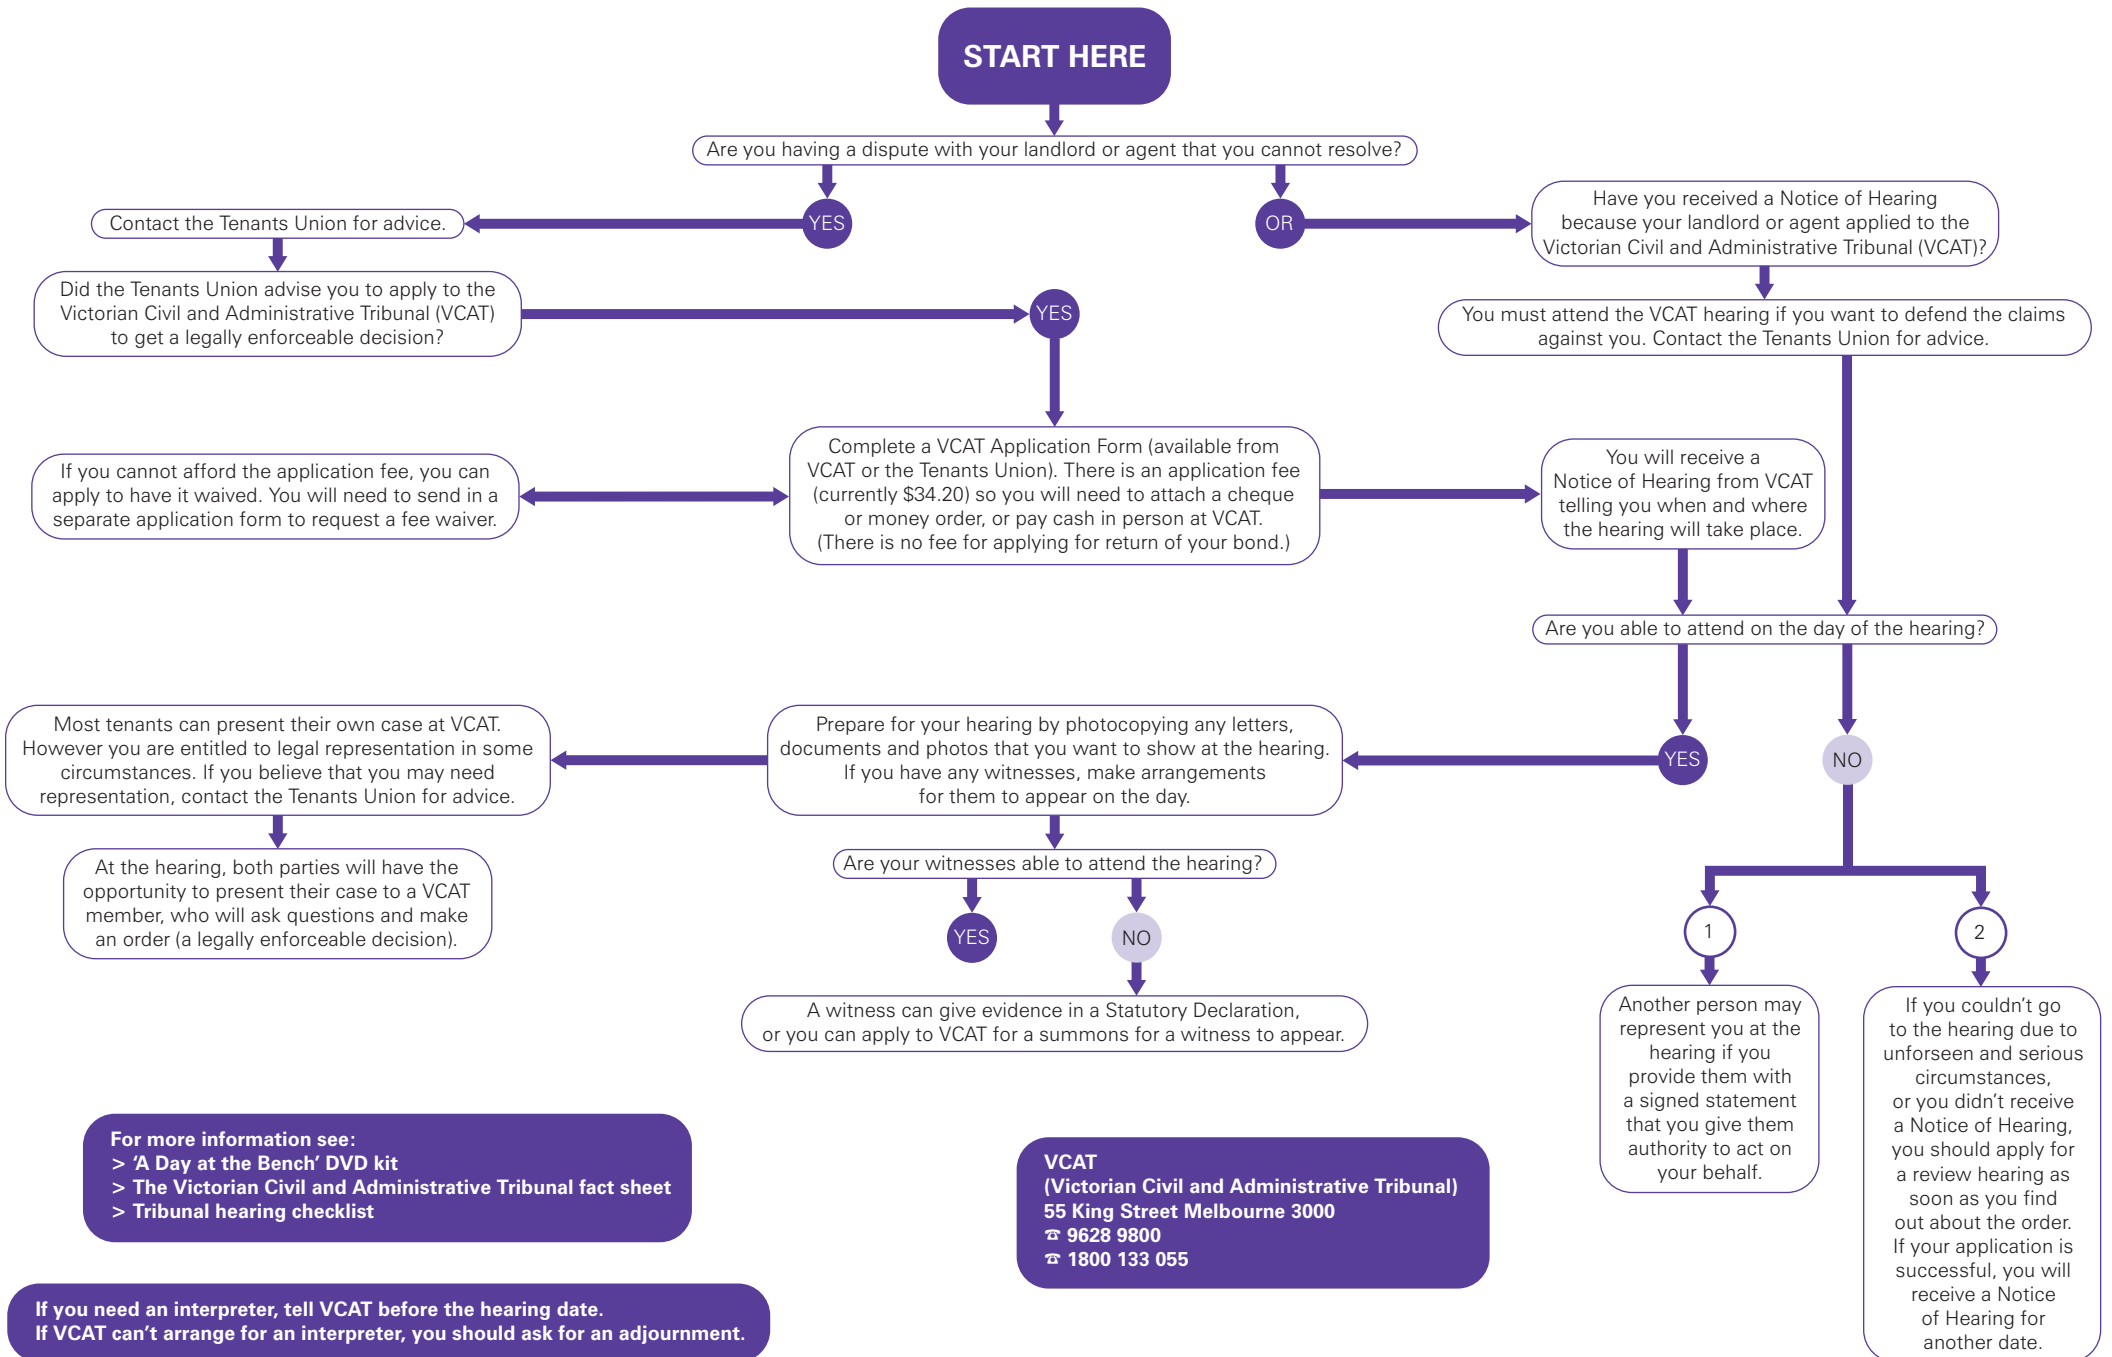 START HERE
Are you having a dispute with your landlord or agent that you cannot resolve?
YES
OR
Contact the Tenants Union for advice.
Have you received a Notice of Hearing
because your landlord or agent applied to the
Victorian Civil and Administrative Tribunal (VCAT)?
Did the Tenants Union advise you to apply to the
Victorian Civil and Administrative Tribunal (VCAT)
to get a legally enforceable decision?
YES
You must attend the VCAT hearing if you want to defend the claims
against you. Contact the Tenants Union for advice.
If you cannot afford the application fee, you can
apply to have it waived. You will need to send in a
separate application form to request a fee waiver.
Complete a VCAT Application Form (available from
VCAT or the Tenants Union). There is an application fee
(currently $34.20) so you will need to attach a cheque
or money order, or pay cash in person at VCAT.
(There is no fee for applying for return of your bond.)
You will receive a
Notice of Hearing from VCAT
telling you when and where
the hearing will take place.
Are you able to attend on the day of the hearing?
YES
NO
Most tenants can present their own case at VCAT.
However you are entitled to legal representation in some
circumstances. If you believe that you may need
representation, contact the Tenants Union for advice.
Prepare for your hearing by photocopying any letters,
documents and photos that you want to show at the hearing.
If you have any witnesses, make arrangements
for them to appear on the day.
At the hearing, both parties will have the
opportunity to present their case to a VCAT
member, who will ask questions and make
an order (a legally enforceable decision).
Are your witnesses able to attend the hearing?
YES
NO
A witness can give evidence in a Statutory Declaration,
or you can apply to VCAT for a summons for a witness to appear.
1
2
Another person may
represent you at the
hearing if you
provide them with
a signed statement
that you give them
authority to act on
your behalf.
If you couldn't go
to the hearing due to
unforseen and serious
circumstances,
or you didn't receive
a Notice of Hearing,
you should apply for
a review hearing as
soon as you find
out about the order.
If your application is
successful, you will
receive a Notice
of Hearing for
another date.
For more information see:
> 'A Day at the Bench' DVD kit
> The Victorian Civil and Administrative Tribunal fact sheet
> Tribunal hearing checklist
VCAT
(Victorian Civil and Administrative Tribunal)
55 King Street Melbourne 3000
☎ 9628 9800
☎ 1800 133 055
If you need an interpreter, tell VCAT before the hearing date.
If VCAT can't arrange for an interpreter, you should ask for an adjournment.